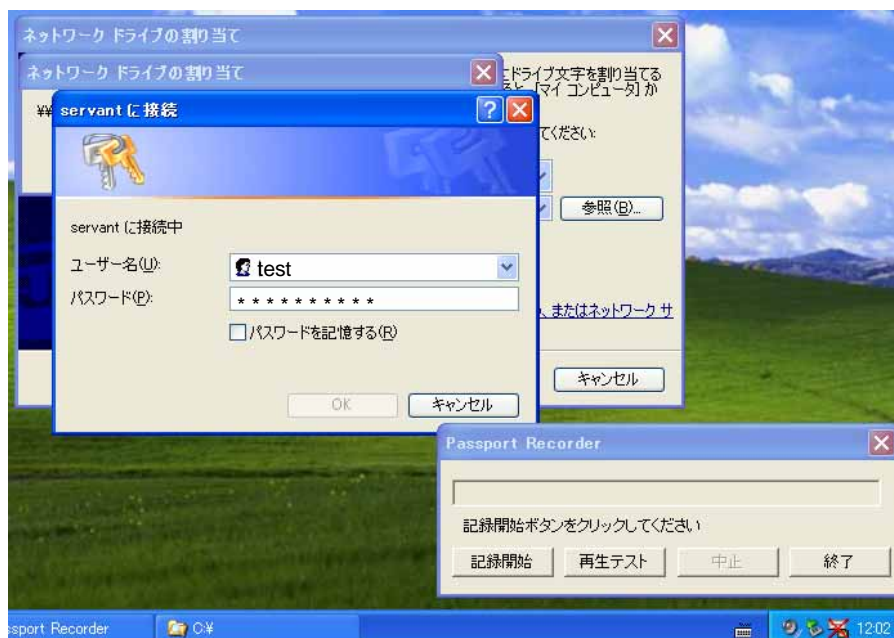 ネットワーク ドライブの割り当て
ネットワーク ドライブの割り当て
にドライブ文字を割り当てる
ると、[マイ コンピュータ] か
¥¥
servant に接続
てください:
参照(B)...
servant に接続中
ユーザー名(U):
test
パスワード(P):
* * * * * * * * * *
、またはネットワーク サ
パスワードを記憶する(R)
キャンセル
OK
キャンセル
Passport Recorder
記録開始ボタンをクリックしてください
記録開始
再生テスト
中止
終了
ssport Recorder
C:¥
12:02